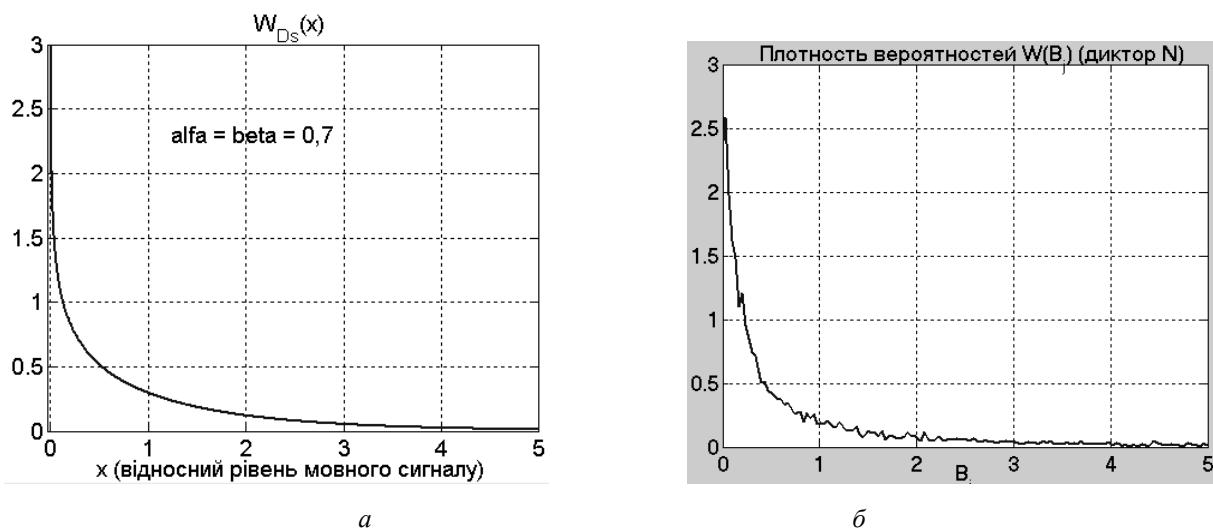 W_Ds(x)
3
2.5
2
1.5
1
0.5
0
alfa = beta = 0,7
0 1 2 3 4 5
x (відносний рівень мовного сигналу)
а
Плотность вероятностей W(B_j) (диктор N)
3
2.5
2
1.5
1
0.5
0
0 1 2 3 4 5
B_j
б